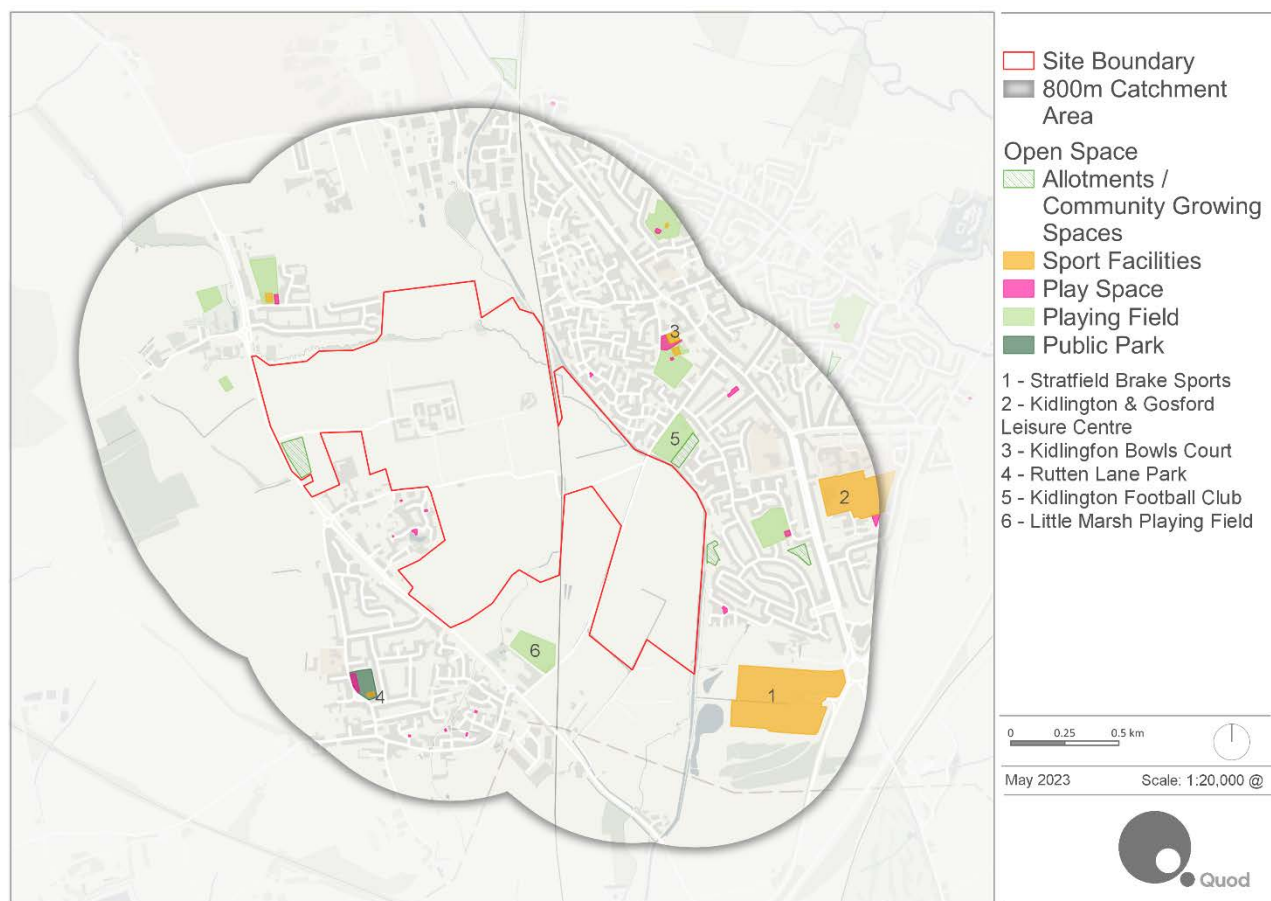 Site Boundary
800m Catchment
Area
Open Space
Allotments /
Community Growing
Spaces
Sport Facilities
Play Space
Playing Field
Public Park
1 - Stratfield Brake Sports
2 - Kidlington & Gosford
Leisure Centre
3 - Kidlingfon Bowls Court
4 - Rutten Lane Park
5 - Kidlington Football Club
6 - Little Marsh Playing Field
3
5
2
6
4
1
0 0.25 0.5 km
May 2023 Scale: 1:20,000 @
Quod